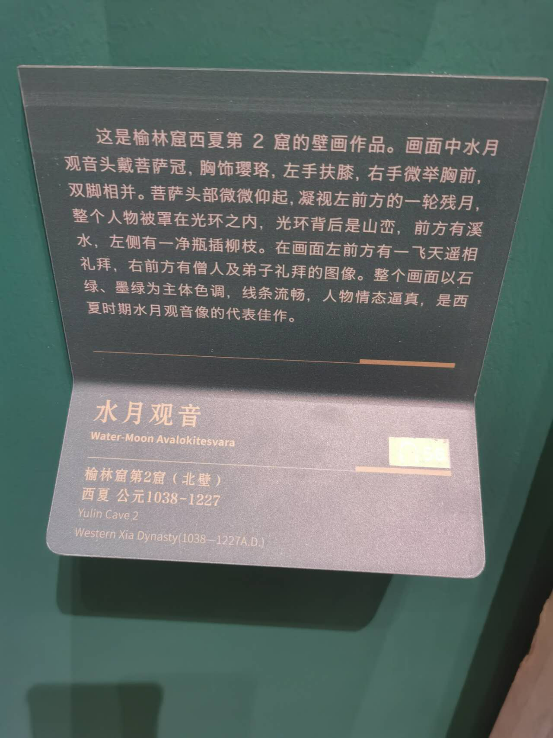 这是榆林窟西夏第 2 窟的壁画作品。画面中水月
观音头戴菩萨冠，胸饰璎珞，左手扶膝，右手微举胸前，
双脚相并。菩萨头部微微仰起，凝视左前方的一轮残月，
整个人物被罩在光环之内，光环背后是山峦，前方有溪
水，左侧有一净瓶插柳枝。在画面左前方有一飞天遥相
礼拜，右前方有僧人及弟子礼拜的图像。整个画面以石
绿、墨绿为主体色调，线条流畅，人物情态逼真，是西
夏时期水月观音像的代表佳作。
水月观音
Water-Moon Avalokitesvara
榆林窟第2窟（北壁）
西夏 公元1038-1227
Yulin Cave 2
Western Xia Dynasty(1038—1227A.D.)